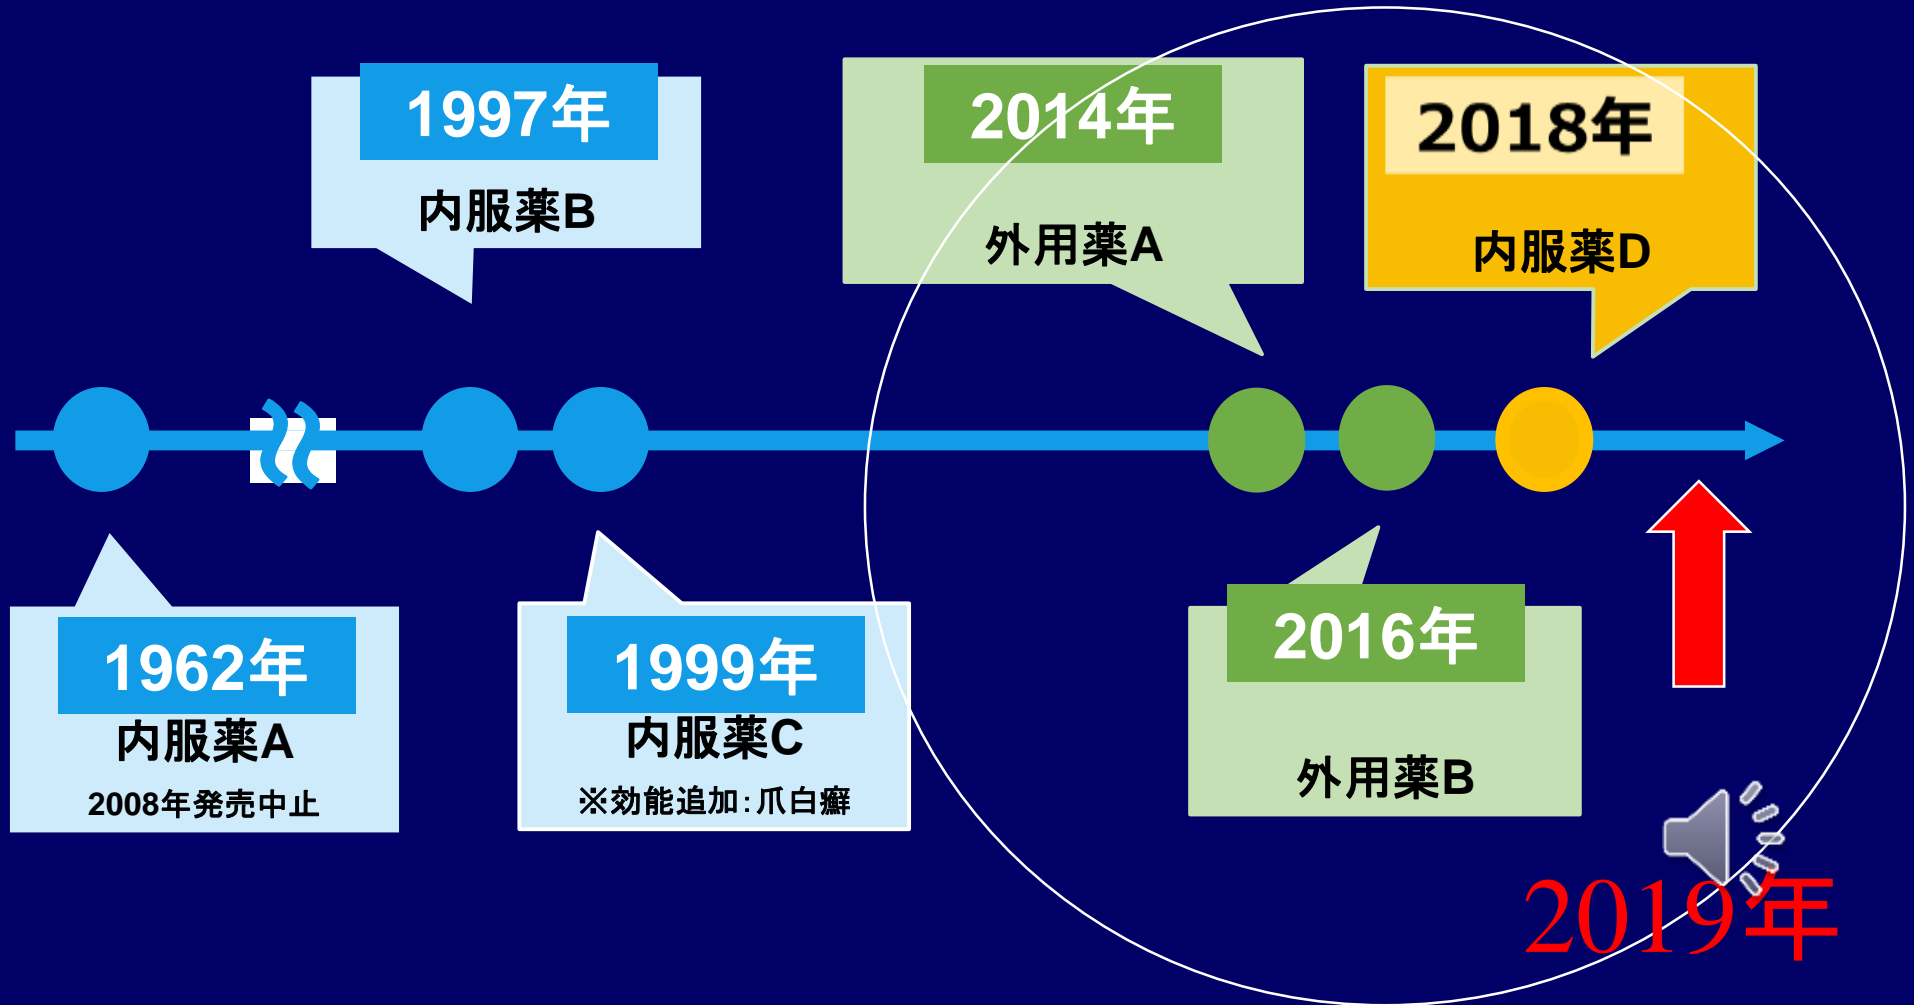 1997年
内服薬B
2014年
外用薬A
2018年
内服薬D
1962年
内服薬A
2008年発売中止
1999年
内服薬C
※効能追加：爪白癬
2016年
外用薬B
2019年